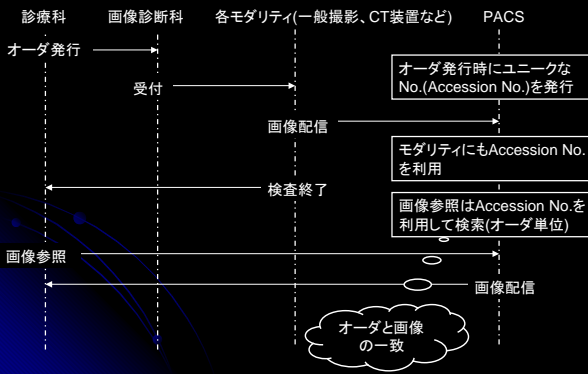 診療科
画像診断科
各モダリティ(一般撮影、CT装置など)
PACS
オーダ発行
オーダ発行時にユニークな
No.(Accession No.)を発行
受付
画像配信
モダリティにもAccession No.
を利用
検査終了
画像参照はAccession No.を
利用して検索(オーダ単位)
画像参照
画像配信
オーダと画像
の一致